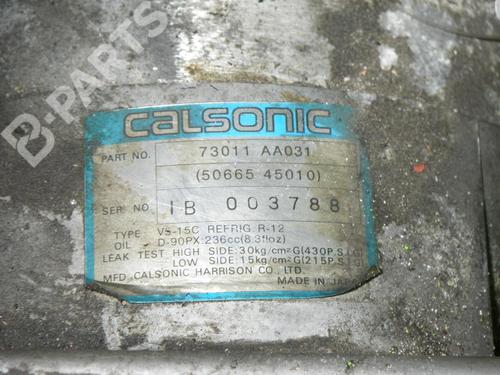 B-PARTS
CALSONIC
PART NO. 73011 AA031
(50665 45010)
SER NO IB 003788
TYPE V5-15C REFRIG. R-12
OIL D-90PX. 236cc(8.3floz)
LEAK TEST HIGH SIDE:30kg/cm²G(430P.S.I.G)
LOW SIDE:15kg/cm²G(215P.S.I.G)
MFD. CALSONIC HARRISON CO., LTD.
MADE IN JAPAN